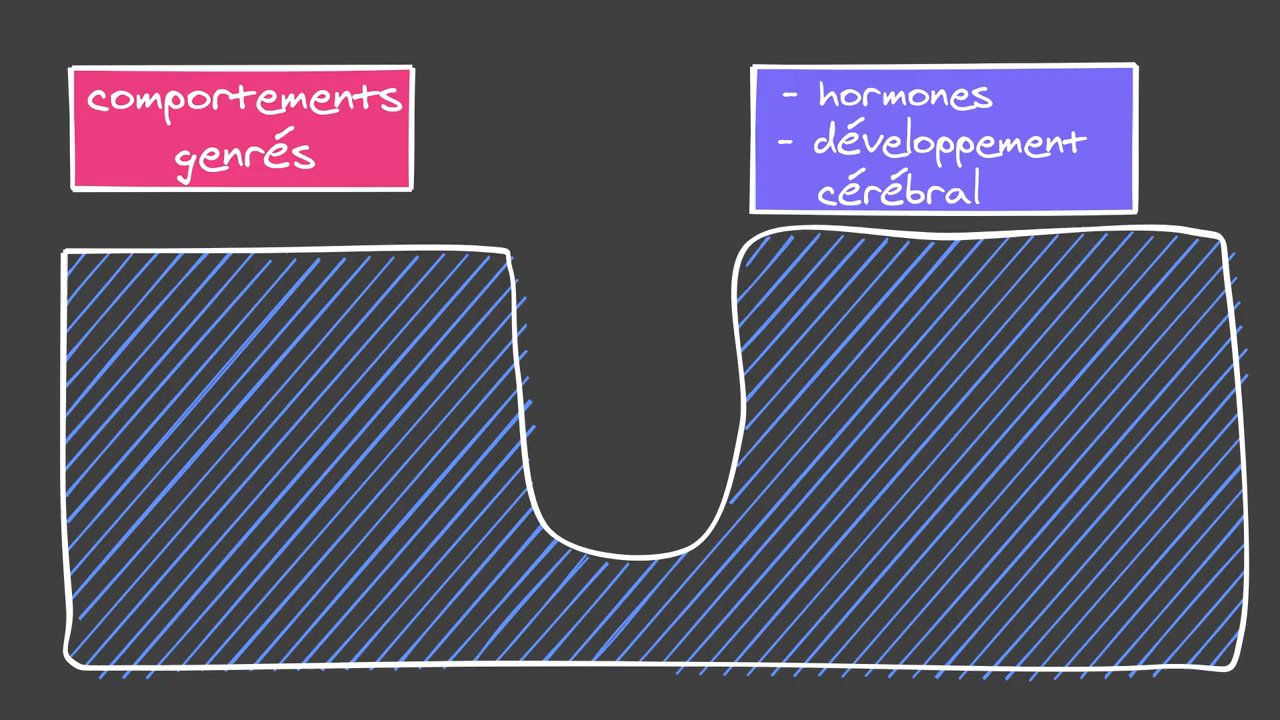 comportements
genrés
- hormones
- développement
cérébral